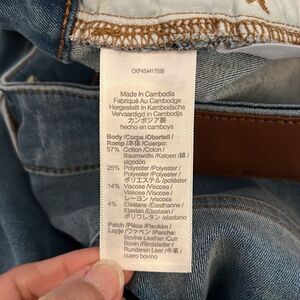 CKP454417558
Made In Cambodia
Fabriqué Au Cambodge
Hergestellt In Kambodscha
Vervaardigd in Cambodja
カンボジア製
hecho en camboya
Body/Corps/Oberteil/
Romp/本体/Cuerpo:
57% Cotton/Coton/
Baumwolle/Katoen/綿/
algodón
25% Polyester/Polyester/
Polyester/Polyester/
ポリエステル/poliéster
14% Viscose/Viscose/
Viskose/Viscose/
レーヨン/viscosa
4% Elastane/Élasthanne/
Elastan/Elastaan/
ポリウレタン/elastano
Patch/Pièce/Flecken/
Lapje/ワッペン/Parche:
Bovine Leather/Cuir
Bovin/Rindsleder/
Runderen Leer/牛革/
cuero bovino